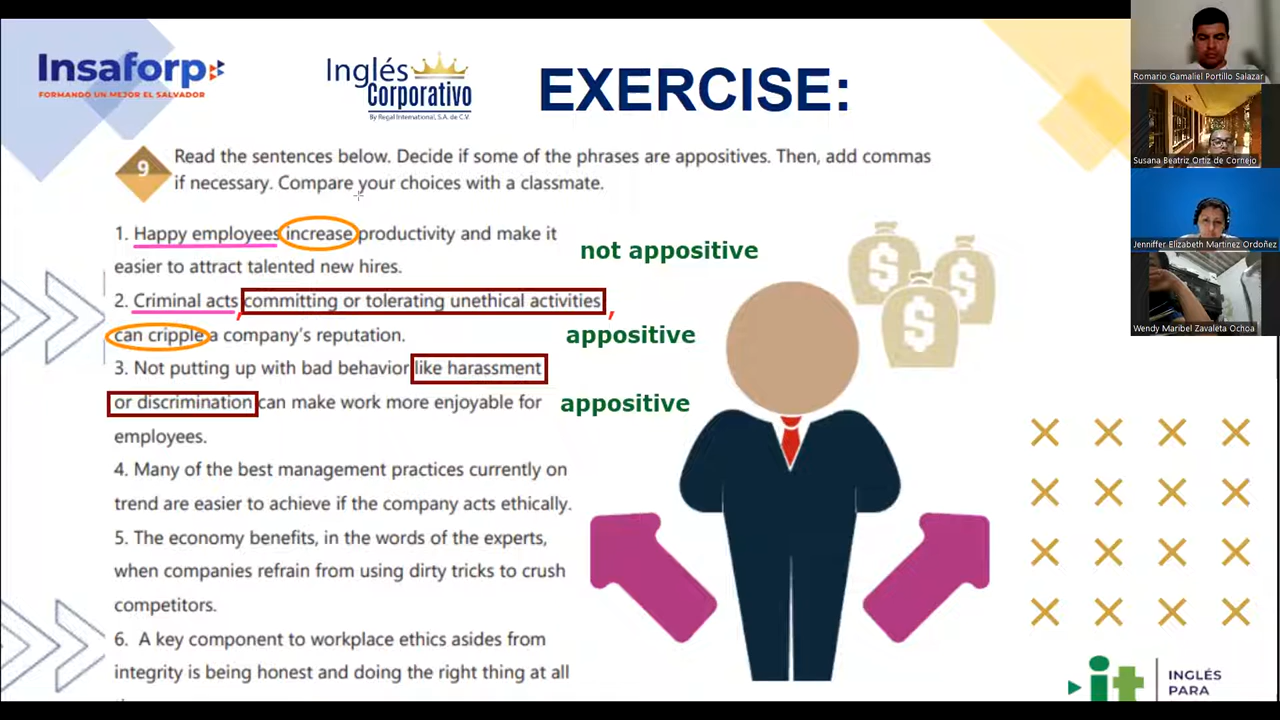 Insaforp
FORMANDO UN MEJOR EL SALVADOR
Inglés
Corporativo
By Regal International, S.A. de C.V.
EXERCISE:
9
Read the sentences below. Decide if some of the phrases are appositives. Then, add commas
if necessary. Compare your choices with a classmate.
1. Happy employees increase productivity and make it
easier to attract talented new hires.
not appositive
2. Criminal acts, committing or tolerating unethical activities,
can cripple a company's reputation.
appositive
3. Not putting up with bad behavior like harassment
or discrimination can make work more enjoyable for
employees.
appositive
4. Many of the best management practices currently on
trend are easier to achieve if the company acts ethically.
5. The economy benefits, in the words of the experts,
when companies refrain from using dirty tricks to crush
competitors.
6. A key component to workplace ethics asides from
integrity is being honest and doing the right thing at all
$
$
$
it
INGLÉS
PARA
Romario Gamaliel Portillo Salazar
Susana Beatriz Ortiz de Cornejo
Jenniffer Elizabeth Martinez Ordoñez
Wendy Maribel Zavaleta Ochoa